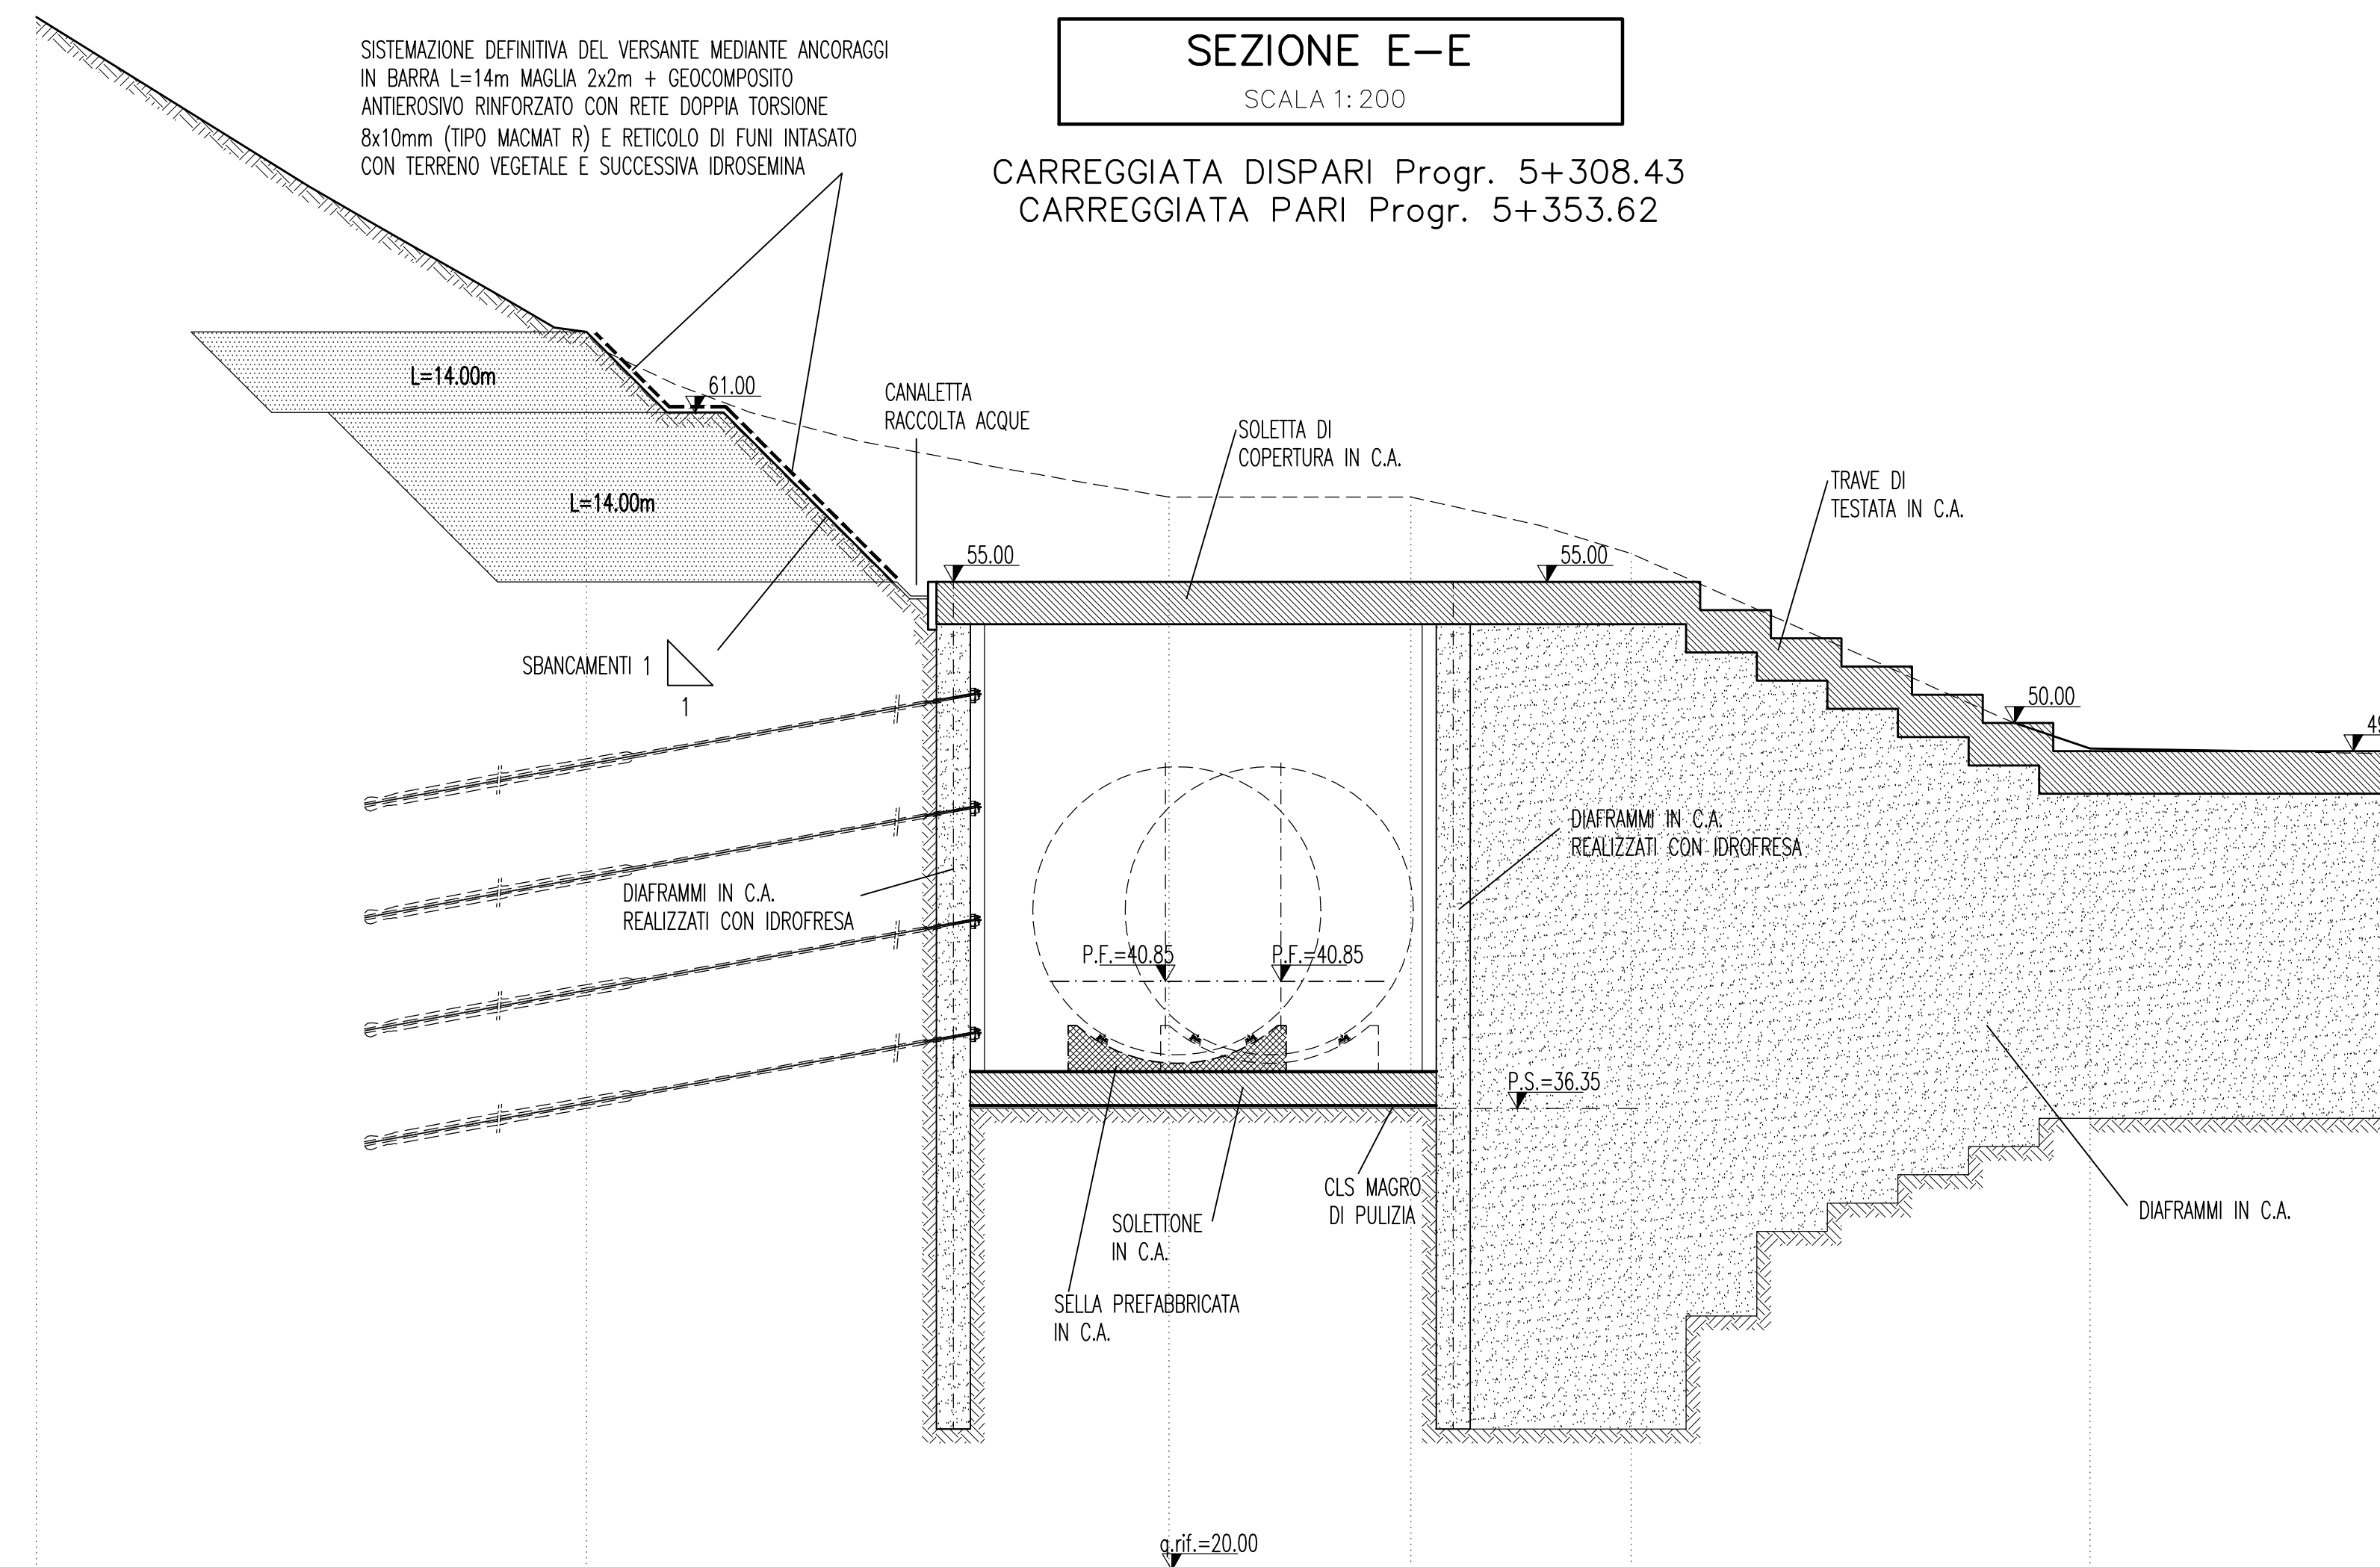 SEZIONE E-E
SCALA 1:200
CARREGGIATA DISPARI Progr. 5+308.43
CARREGGIATA PARI Progr. 5+353.62
SISTEMAZIONE DEFINITIVA DEL VERSANTE MEDIANTE ANCORAGGI
IN BARRA L=14m MAGLIA 2x2m + GEOCOMPOSITO
ANTIEROSIVO RINFORZATO CON RETE DOPPIA TORSIONE
8x10mm (TIPO MACMAT R) E RETICOLO DI FUNI INTASATO
CON TERRENO VEGETALE E SUCCESSIVA IDROSEMINA
L=14.00m
61.00
CANALETTA
RACCOLTA ACQUE
SOLETTA DI
COPERTURA IN C.A.
TRAVE DI
TESTATA IN C.A.
L=14.00m
55.00
55.00
SBANCAMENTI 1
1
50.00
DIAFRAMMI IN C.A.
REALIZZATI CON IDROFRESA
DIAFRAMMI IN C.A.
REALIZZATI CON IDROFRESA
P.F.=40.85
P.F.=40.85
P.S.=36.35
CLS MAGRO
DI PULIZIA
SOLETTONE
IN C.A.
DIAFRAMMI IN C.A.
SELLA PREFABBRICATA
IN C.A.
q.rif.=20.00